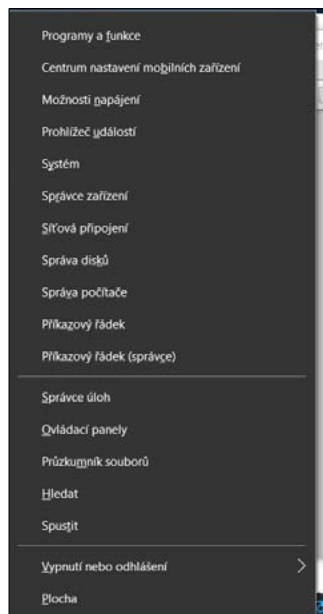 Programy a funkce
Centrum nastavení mobilních zařízení
Možnosti napájení
Prohlížeč událostí
Systém
Správce zařízení
Síťová připojení
Správa disků
Správa počítače
Příkazový řádek
Příkazový řádek (správce)
Správce úloh
Ovládací panely
Průzkumník souborů
Hledat
Spustit
Vypnutí nebo odhlášení
Plocha